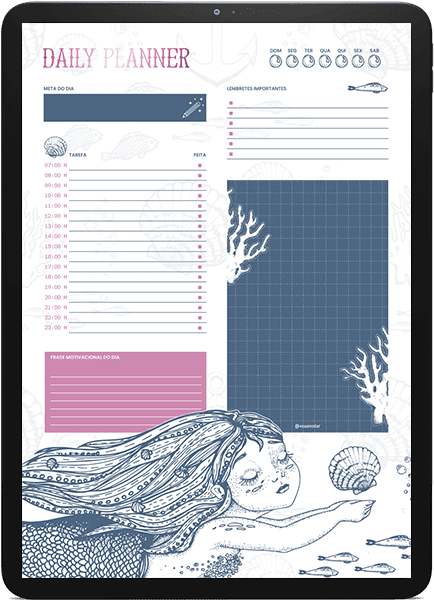 DAILY PLANNER
DOM SEG TER QUA QUI SEX SAB
META DO DIA
LEMBRETES IMPORTANTES
TAREFA FEITA
07:00 H
08:00 H
09:00 H
10:00 H
11:00 H
12:00 H
13:00 H
14:00 H
15:00 H
16:00 H
17:00 H
18:00 H
19:00 H
20:00 H
21:00 H
22:00 H
23:00 H
FRASE MOTIVACIONAL DO DIA